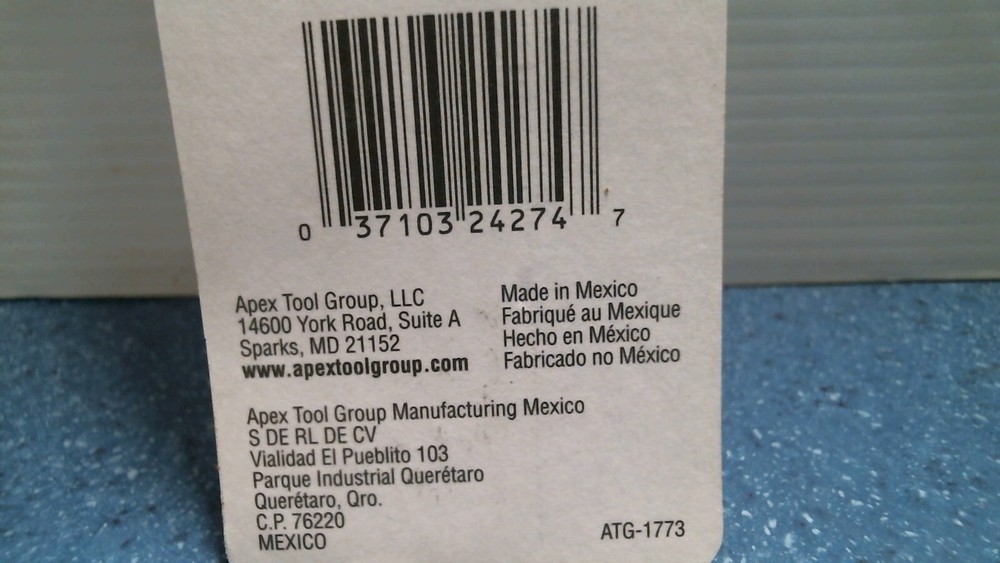 0 37103 24274 7
Apex Tool Group, LLC
14600 York Road, Suite A
Sparks, MD 21152
www.apextoolgroup.com
Made in Mexico
Fabriqué au Mexique
Hecho en México
Fabricado no México
Apex Tool Group Manufacturing Mexico
S DE RL DE CV
Vialidad El Pueblito 103
Parque Industrial Querétaro
Querétaro, Qro.
C.P. 76220
MEXICO
ATG-1773